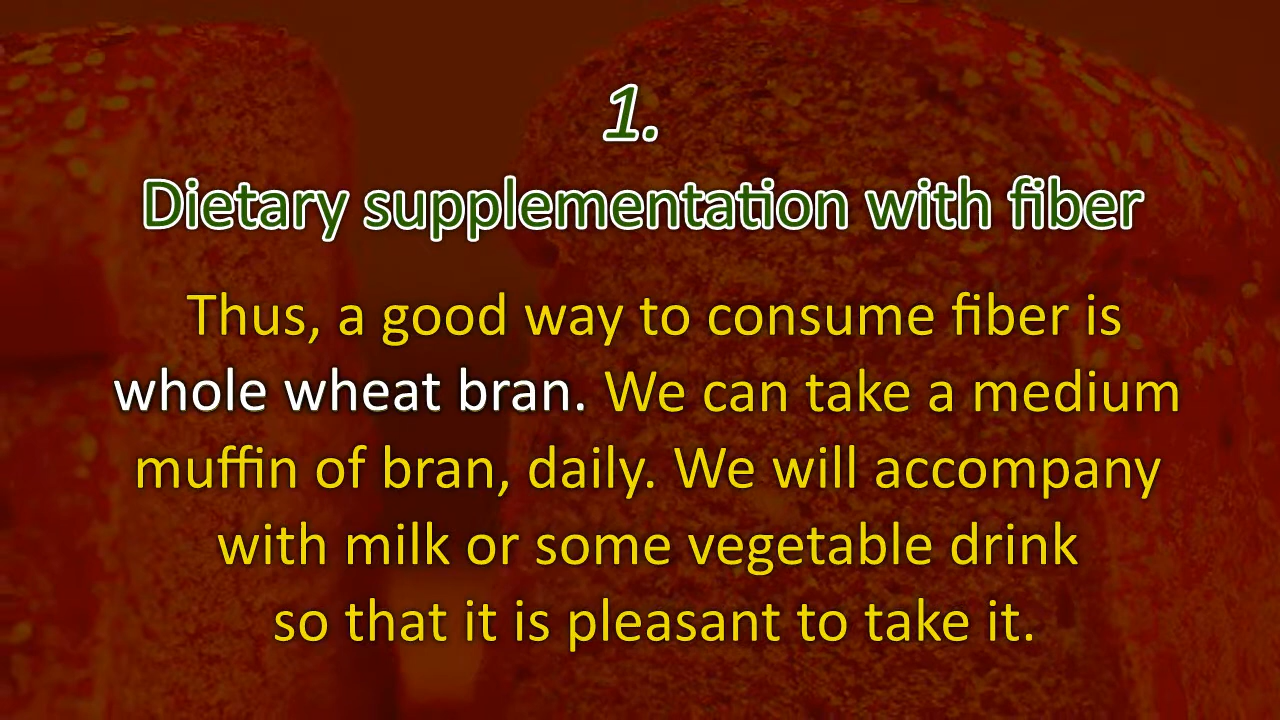 1.
Dietary supplementation with fiber
Thus, a good way to consume fiber is
whole wheat bran. We can take a medium
muffin of bran, daily. We will accompany
with milk or some vegetable drink
so that it is pleasant to take it.